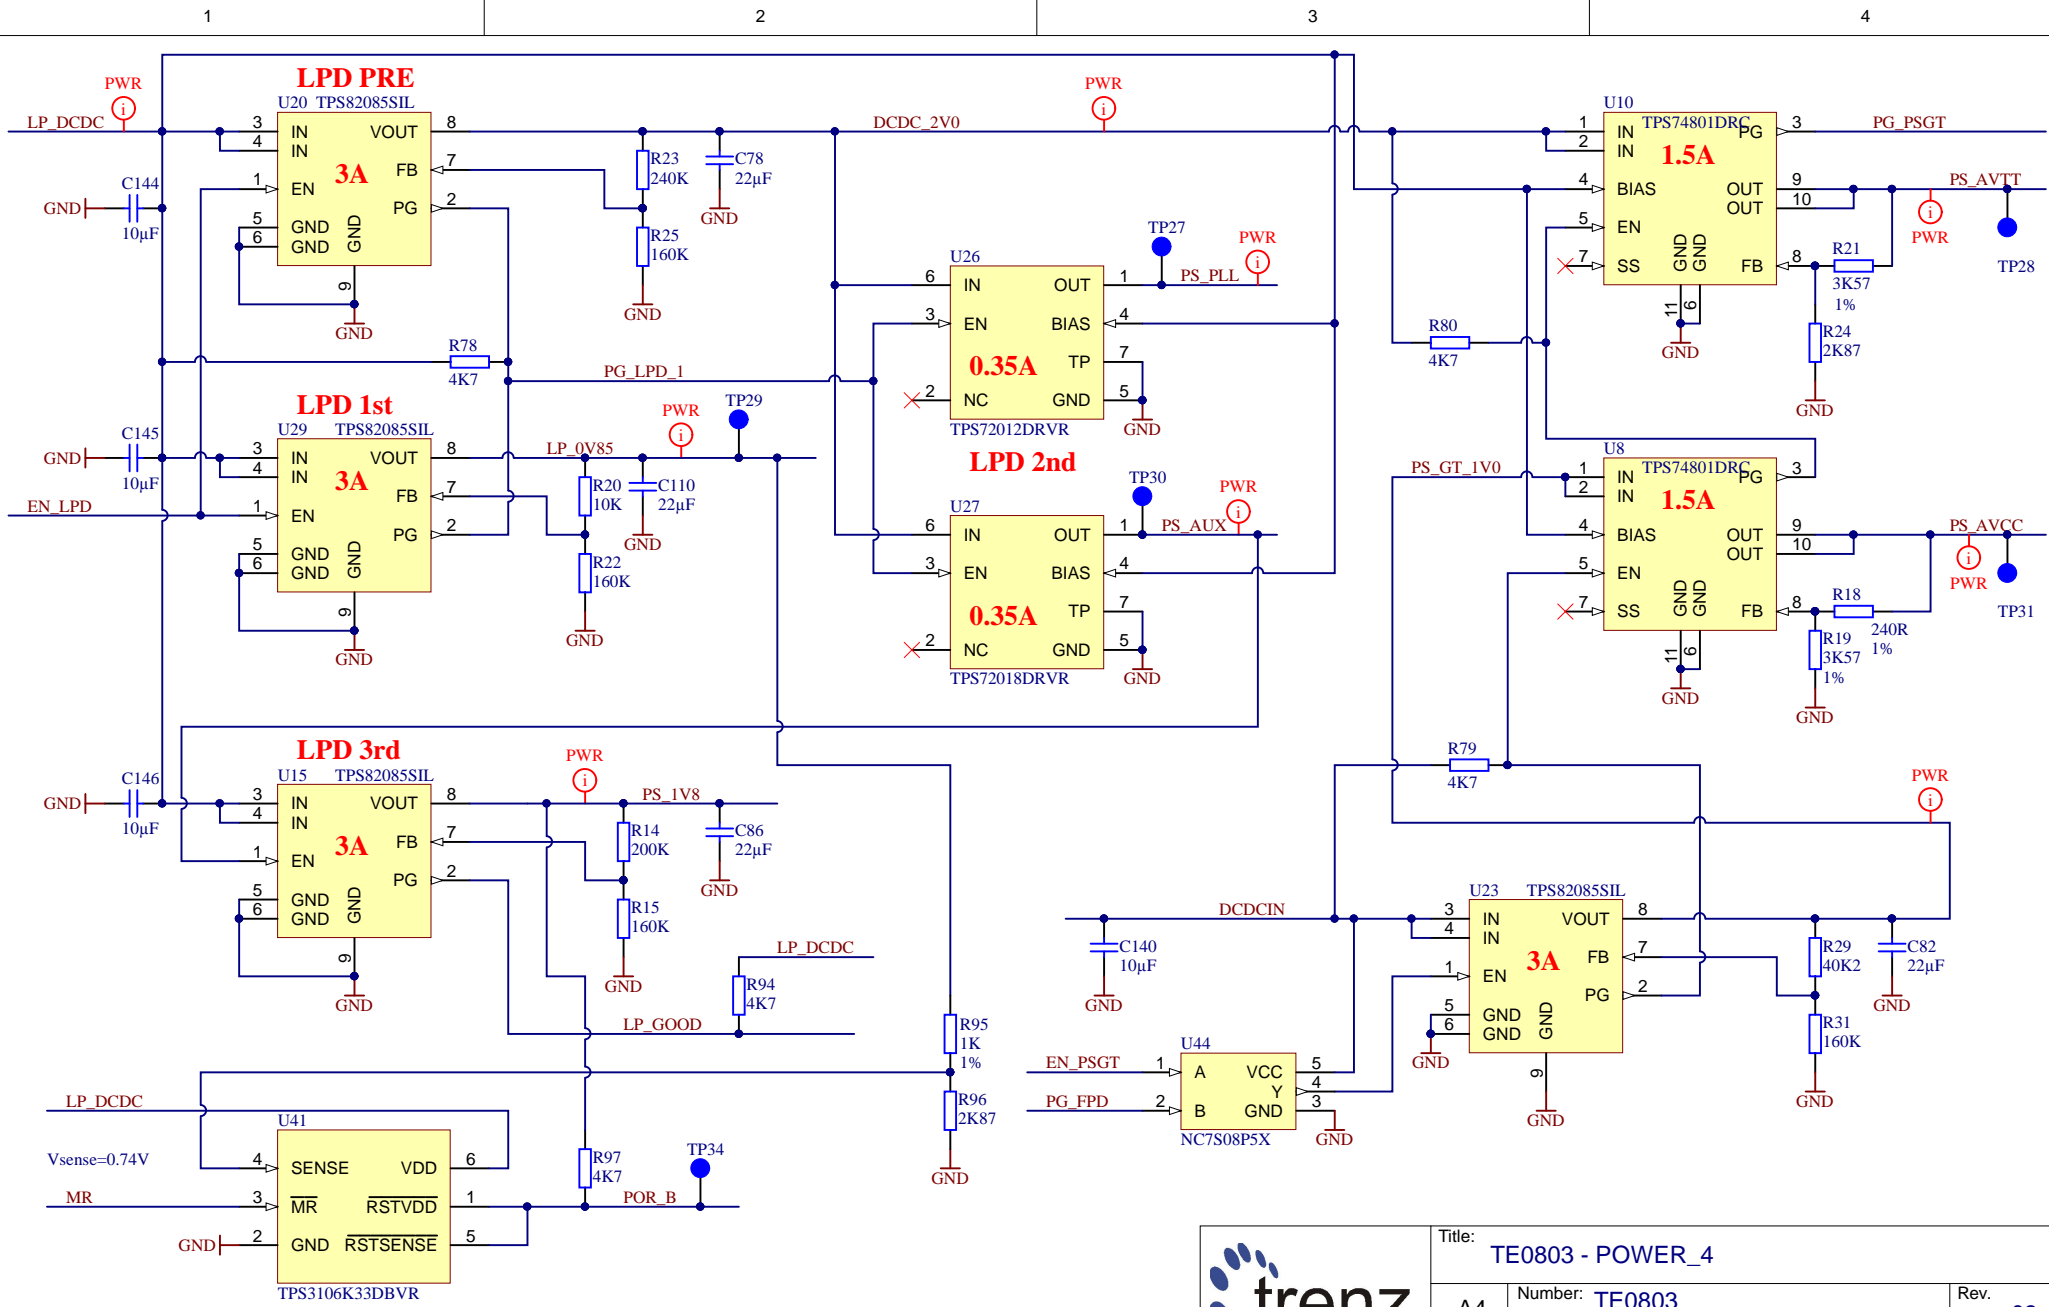 1
2
3
4
LPD PRE
U20 TPS82085SIL
PWR
LP_DCDC
3 IN VOUT 8
4 IN
3A
FB 7
1 EN
PG 2
5 GND
6 GND
GND
9
GND
C144
GND
10µF
R23
240K
C78
22µF
GND
R25
160K
GND
DCDC_2V0
PWR
R78
4K7
PG_LPD_1
LPD 1st
U29 TPS82085SIL
C145
GND
10µF
3 IN VOUT 8
4 IN
3A
FB 7
EN_LPD
1 EN
PG 2
5 GND
6 GND
GND
9
GND
LP_0V85
PWR
TP29
R20
10K
C110
22µF
GND
R22
160K
GND
U26
6 IN OUT 1
3 EN BIAS 4
0.35A
TP 7
2 NC GND 5
TPS72012DRVR
GND
TP27
PS_PLL
PWR
LPD 2nd
U27
6 IN OUT 1
3 EN BIAS 4
0.35A
TP 7
2 NC GND 5
TPS72018DRVR
GND
TP30
PS_AUX
PWR
U10
TPS74801DRC
1 IN PG 3
2 IN
1.5A
4 BIAS OUT 9
OUT 10
5 EN
7 SS FB 8
GND
GND
11
6
GND
PG_PSGT
PS_AVTT
PWR
TP28
R21
3K57
1%
R24
2K87
GND
R80
4K7
U8
TPS74801DRC
PS_GT_1V0
1 IN PG 3
2 IN
1.5A
4 BIAS OUT 9
OUT 10
5 EN
7 SS FB 8
GND
GND
11
6
GND
PS_AVCC
PWR
TP31
R18
240R
1%
R19
3K57
1%
GND
R79
4K7
LPD 3rd
U15 TPS82085SIL
C146
GND
10µF
3 IN VOUT 8
4 IN
3A
FB 7
1 EN
PG 2
5 GND
6 GND
GND
9
GND
PWR
PS_1V8
R14
200K
C86
22µF
GND
R15
160K
GND
LP_DCDC
R94
4K7
LP_GOOD
R95
1K
1%
R96
2K87
GND
LP_DCDC
U41
Vsense=0.74V
4 SENSE VDD 6
MR
3 MR RSTVDD 1
GND
2 GND RSTSENSE 5
TPS3106K33DBVR
R97
4K7
POR_B
TP34
DCDCIN
C140
10µF
GND
U23 TPS82085SIL
3 IN VOUT 8
4 IN
3A
FB 7
1 EN
PG 2
5 GND
6 GND
GND
GND
9
GND
PWR
R29
40K2
C82
22µF
GND
R31
160K
GND
U44
EN_PSGT
1 A VCC 5
Y 4
PG_FPD
2 B GND 3
NC7S08P5X
GND
Title:
TE0803 - POWER_4
trenz
A4
Number: TE0803
Rev.